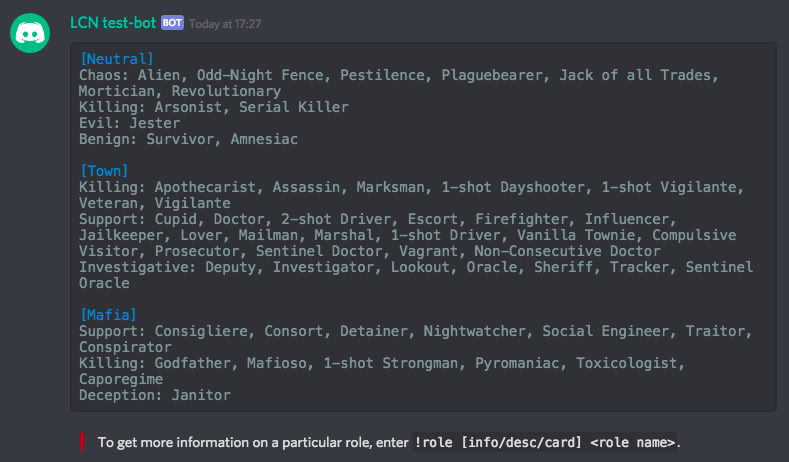 LCN test-bot BOT Today at 17:27
[Neutral]
Chaos: Alien, Odd-Night Fence, Pestilence, Plaguebearer, Jack of all Trades,
Mortician, Revolutionary
Killing: Arsonist, Serial Killer
Evil: Jester
Benign: Survivor, Amnesiac
[Town]
Killing: Apothecarist, Assassin, Marksman, 1-shot Dayshooter, 1-shot Vigilante,
Veteran, Vigilante
Support: Cupid, Doctor, 2-shot Driver, Escort, Firefighter, Influencer,
Jailkeeper, Lover, Mailman, Marshal, 1-shot Driver, Vanilla Townie, Compulsive
Visitor, Prosecutor, Sentinel Doctor, Vagrant, Non-Consecutive Doctor
Investigative: Deputy, Investigator, Lookout, Oracle, Sheriff, Tracker, Sentinel
Oracle
[Mafia]
Support: Consigliere, Consort, Detainer, Nightwatcher, Social Engineer, Traitor,
Conspirator
Killing: Godfather, Mafioso, 1-shot Strongman, Pyromaniac, Toxicologist,
Caporegime
Deception: Janitor
To get more information on a particular role, enter !role [info/desc/card] <role name>.